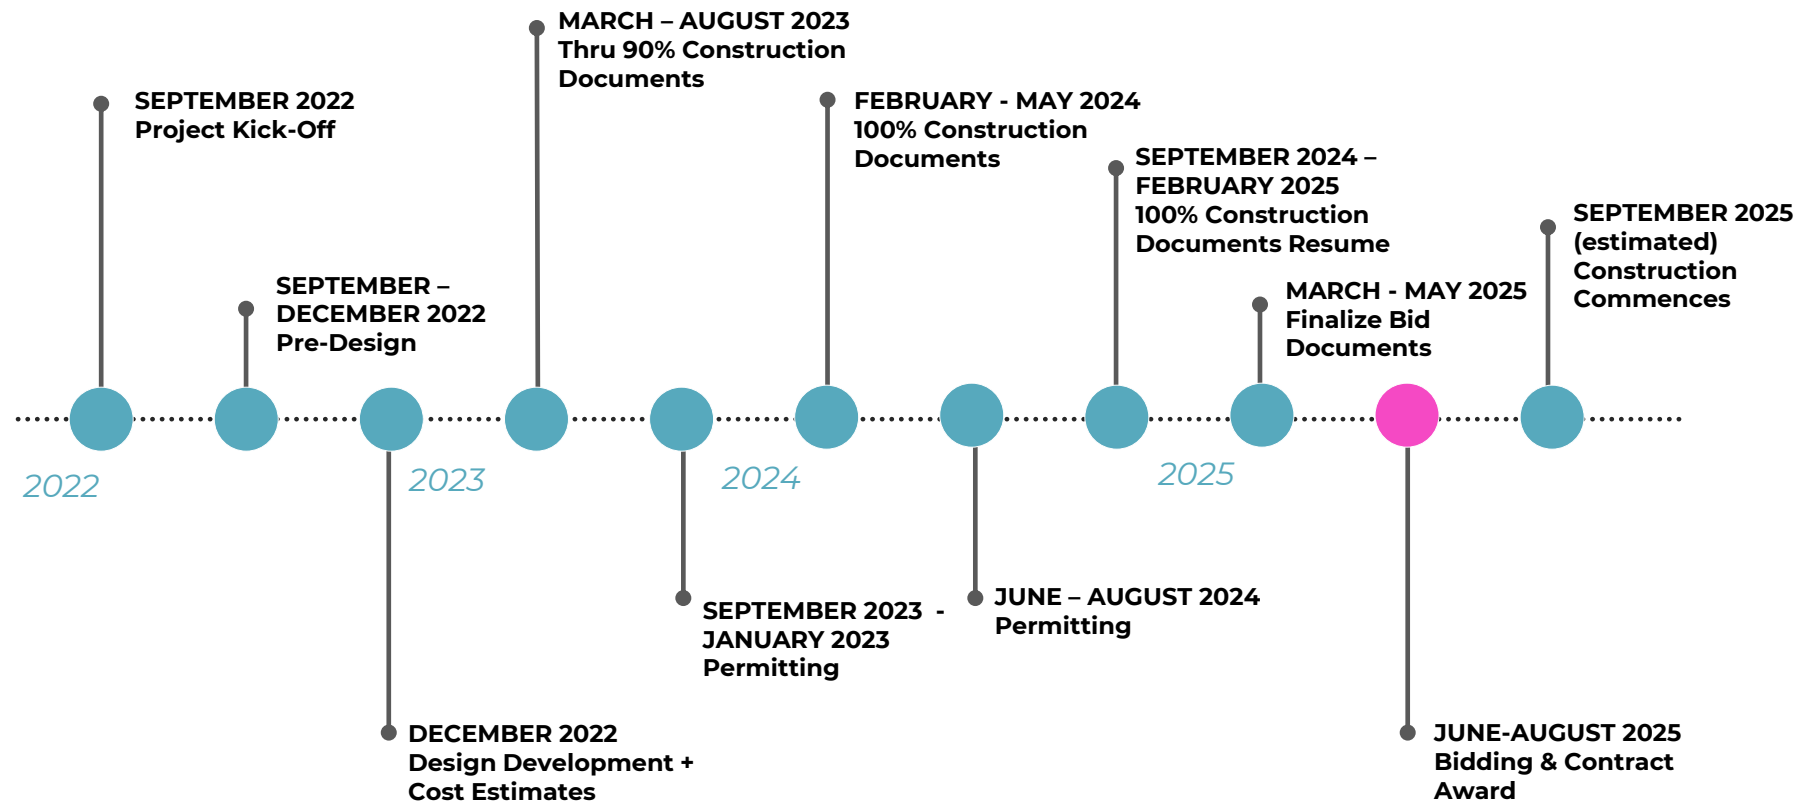 MARCH – AUGUST 2023
Thru 90% Construction
Documents
SEPTEMBER 2022
Project Kick-Off
FEBRUARY - MAY 2024
100% Construction
Documents
SEPTEMBER 2024 –
FEBRUARY 2025
100% Construction
Documents Resume
SEPTEMBER 2025
(estimated)
Construction
Commences
SEPTEMBER –
DECEMBER 2022
Pre-Design
MARCH - MAY 2025
Finalize Bid
Documents
2022
2023
2024
2025
SEPTEMBER 2023 -
JANUARY 2023
Permitting
JUNE – AUGUST 2024
Permitting
DECEMBER 2022
Design Development +
Cost Estimates
JUNE-AUGUST 2025
Bidding & Contract
Award